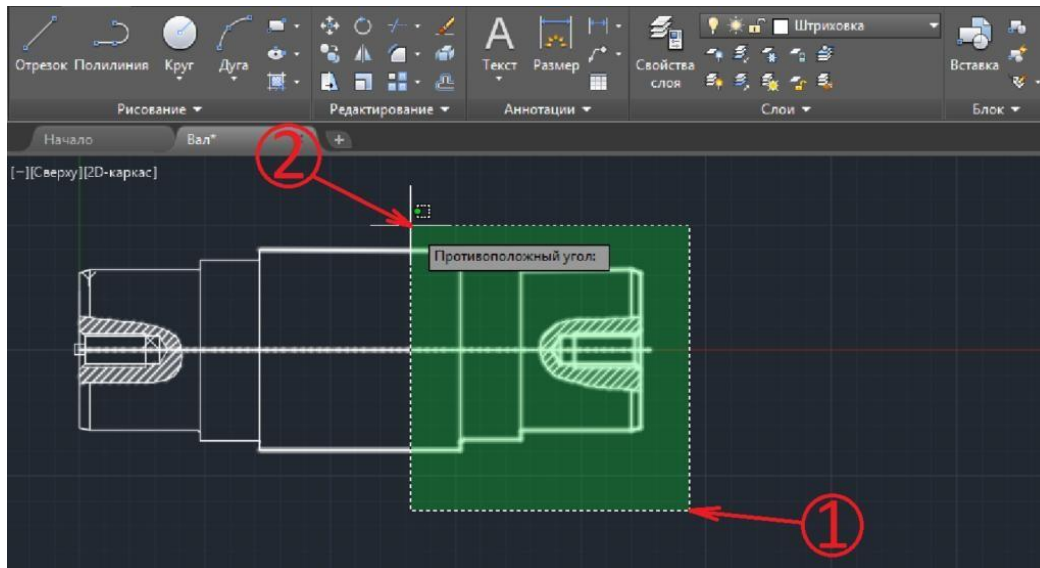 Отрезок Полилиния Круг Дуга
Текст Размер
Свойства слоя
Штриховка
Вставка
Рисование Редактирование Аннотации Слои Блок
Начало Вал* +
[−][Сверху][2D-каркас]
2
Противоположный угол:
1